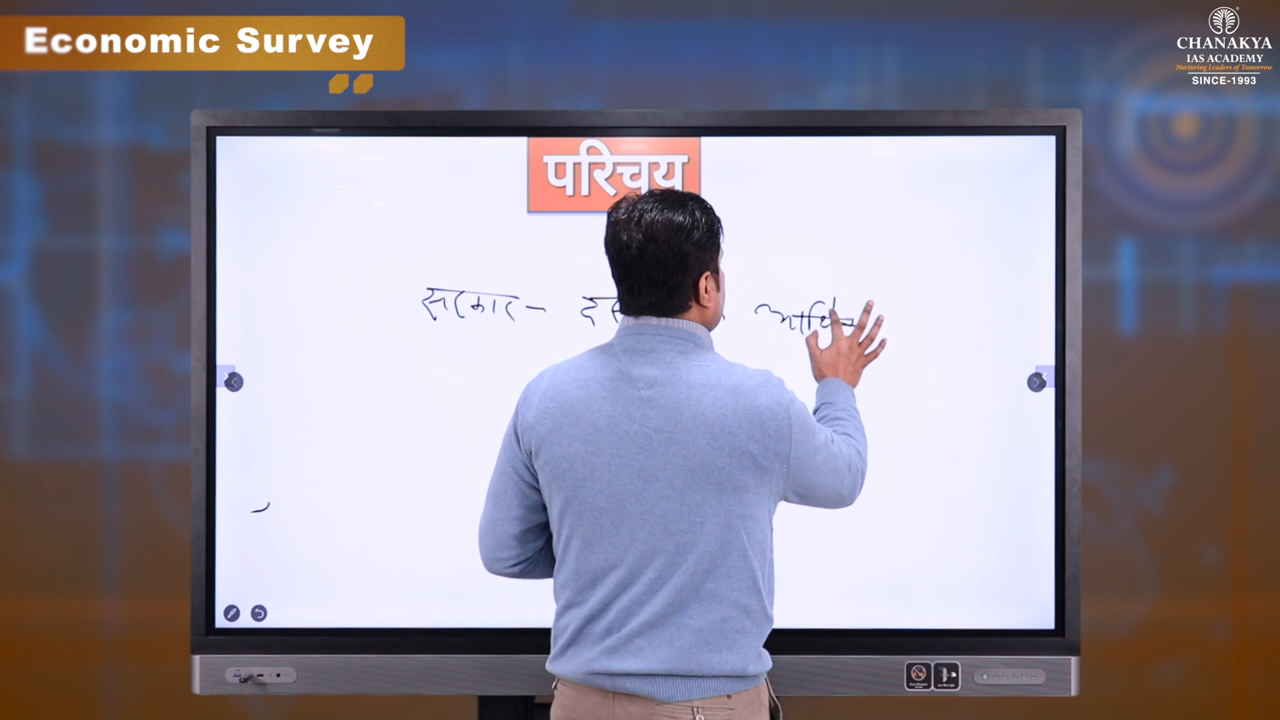 Economic Survey
CHANAKYA
IAS ACADEMY
Nurturing Leaders of Tomorrow
SINCE-1993
परिचय
सरकार -